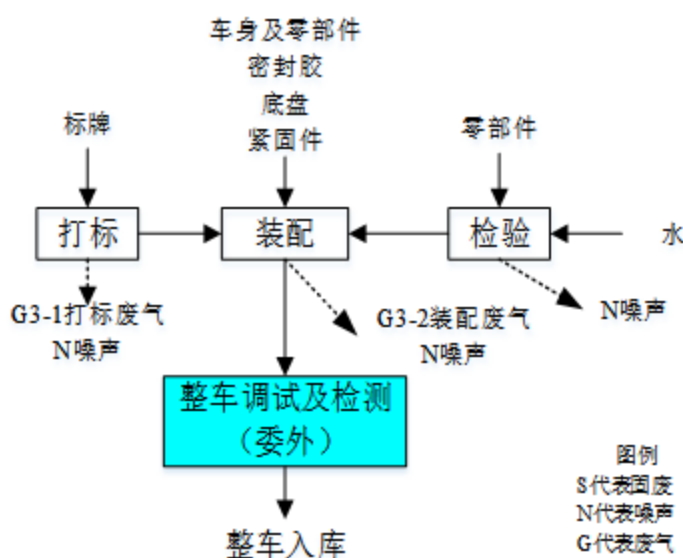 车身及零部件
密封胶
底盘
紧固件
标牌
零部件
打标
装配
检验
水
G3-1打标废气
N噪声
G3-2装配废气
N噪声
N噪声
整车调试及检测
（委外）
整车入库
图例
S代表固废
N代表噪声
G代表废气